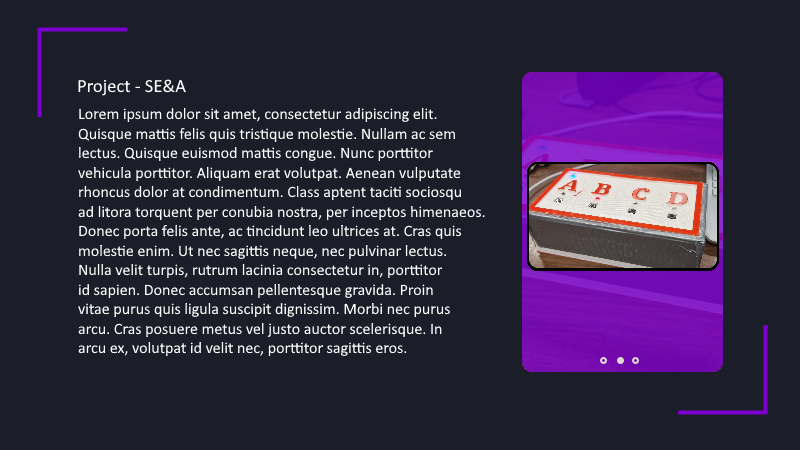 Project - SE&A
Lorem ipsum dolor sit amet, consectetur adipiscing elit.
Quisque mattis felis quis tristique molestie. Nullam ac sem
lectus. Quisque euismod mattis congue. Nunc porttitor
vehicula porttitor. Aliquam erat volutpat. Aenean vulputate
rhoncus dolor at condimentum. Class aptent taciti sociosqu
ad litora torquent per conubia nostra, per inceptos himenaeos.
Donec porta felis ante, ac tincidunt leo ultrices at. Cras quis
molestie enim. Ut nec sagittis neque, nec pulvinar lectus.
Nulla velit turpis, rutrum lacinia consectetur in, porttitor
id sapien. Donec accumsan pellentesque gravida. Proin
vitae purus quis ligula suscipit dignissim. Morbi nec purus
arcu. Cras posuere metus vel justo auctor scelerisque. In
arcu ex, volutpat id velit nec, porttitor sagittis eros.
A B C D